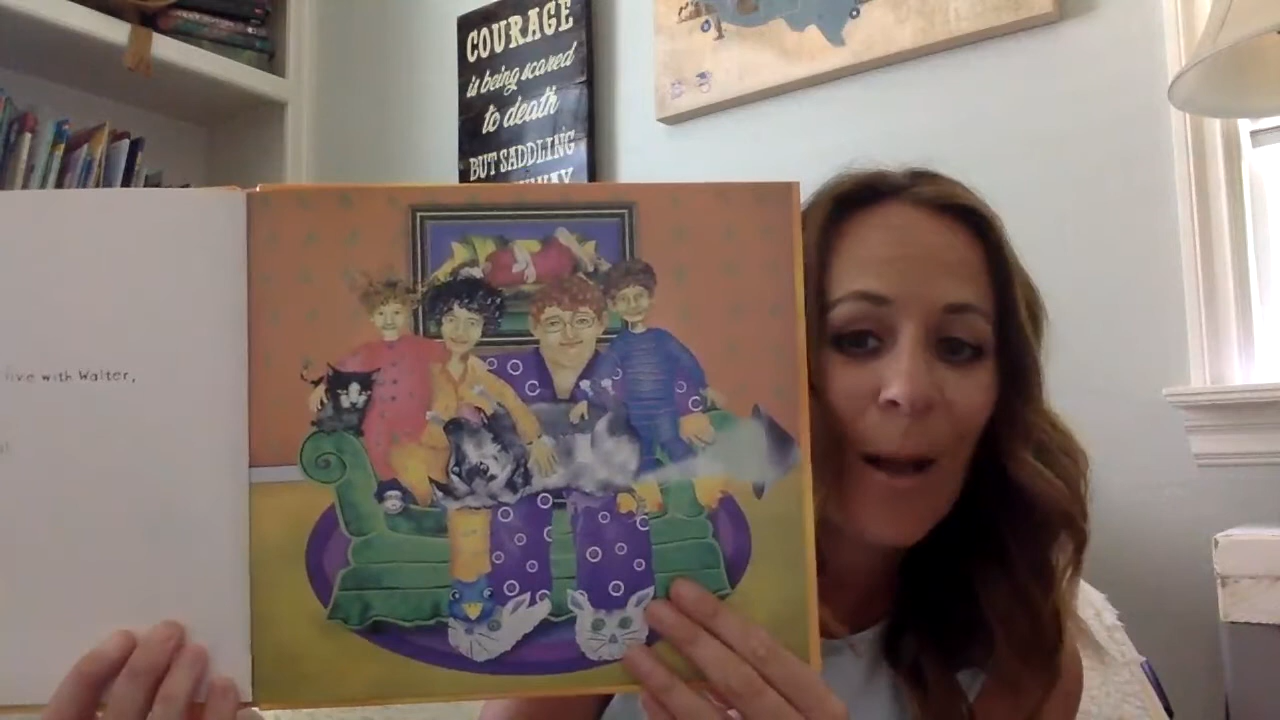 COURAGE
is being scared
to death
BUT SADDLING
live with Walter,